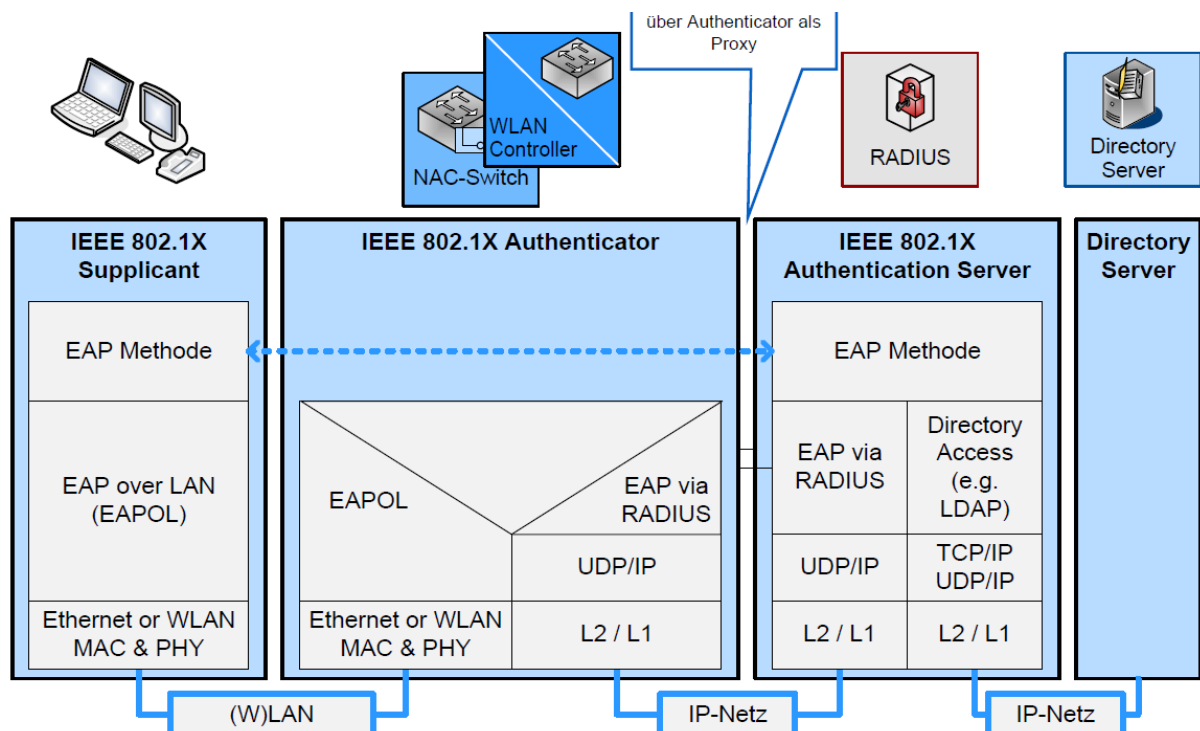 über Authenticator als
Proxy
WLAN
Controller
NAC-Switch
RADIUS
Directory
Server
IEEE 802.1X
Supplicant
IEEE 802.1X Authenticator
IEEE 802.1X
Authentication Server
Directory
Server
EAP Methode
EAP Methode
EAP over LAN
(EAPOL)
EAPOL
EAP via
RADIUS
EAP via
RADIUS
Directory
Access
(e.g.
LDAP)
UDP/IP
UDP/IP
TCP/IP
UDP/IP
Ethernet or WLAN
MAC & PHY
Ethernet or WLAN
MAC & PHY
L2 / L1
L2 / L1
L2 / L1
(W)LAN
IP-Netz
IP-Netz